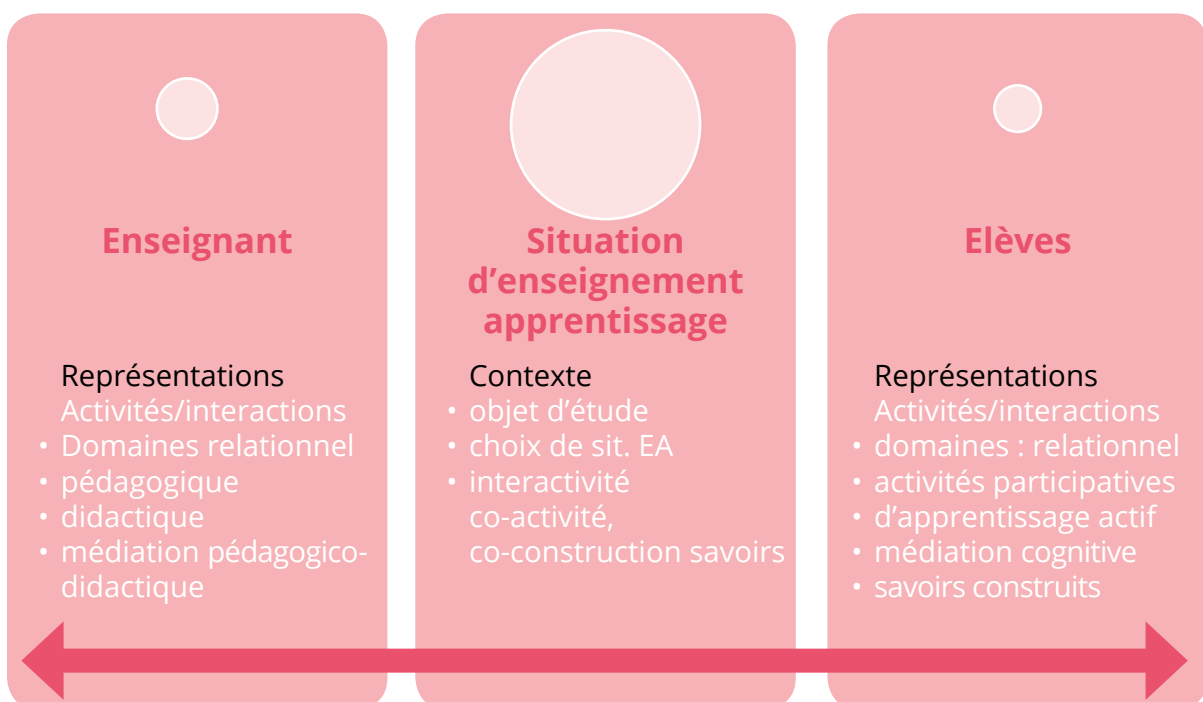 Enseignant
Représentations
Activités/interactions
• Domaines relationnel
• pédagogique
• didactique
• médiation pédagogico-
didactique
Situation
d’enseignement
apprentissage
Contexte
• objet d’étude
• choix de sit. EA
• interactivité
co-activité,
co-construction savoirs
Elèves
Représentations
Activités/interactions
• domaines : relationnel
• activités participatives
• d’apprentissage actif
• médiation cognitive
• savoirs construits